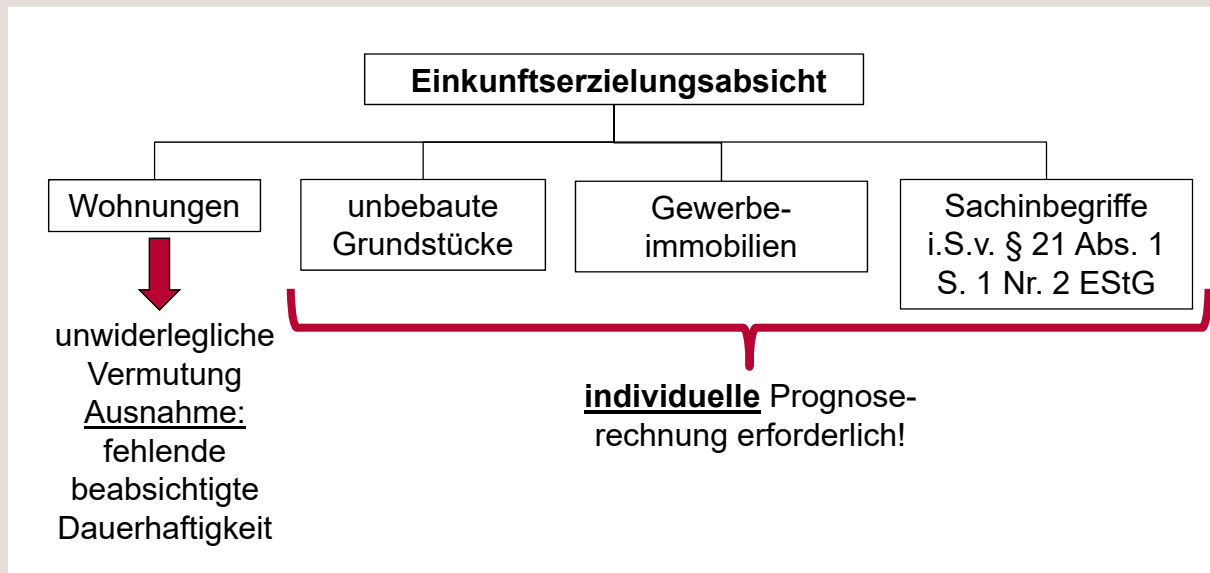 Einkunftserzielungsabsicht
Wohnungen
unwiderlegliche
Vermutung
Ausnahme:
fehlende
beabsichtigte
Dauerhaftigkeit
unbebaute
Grundstücke
Gewerbe-
immobilien
Sachinbegriffe
i.S.v. § 21 Abs. 1
S. 1 Nr. 2 EStG
individuelle Prognose-
rechnung erforderlich!